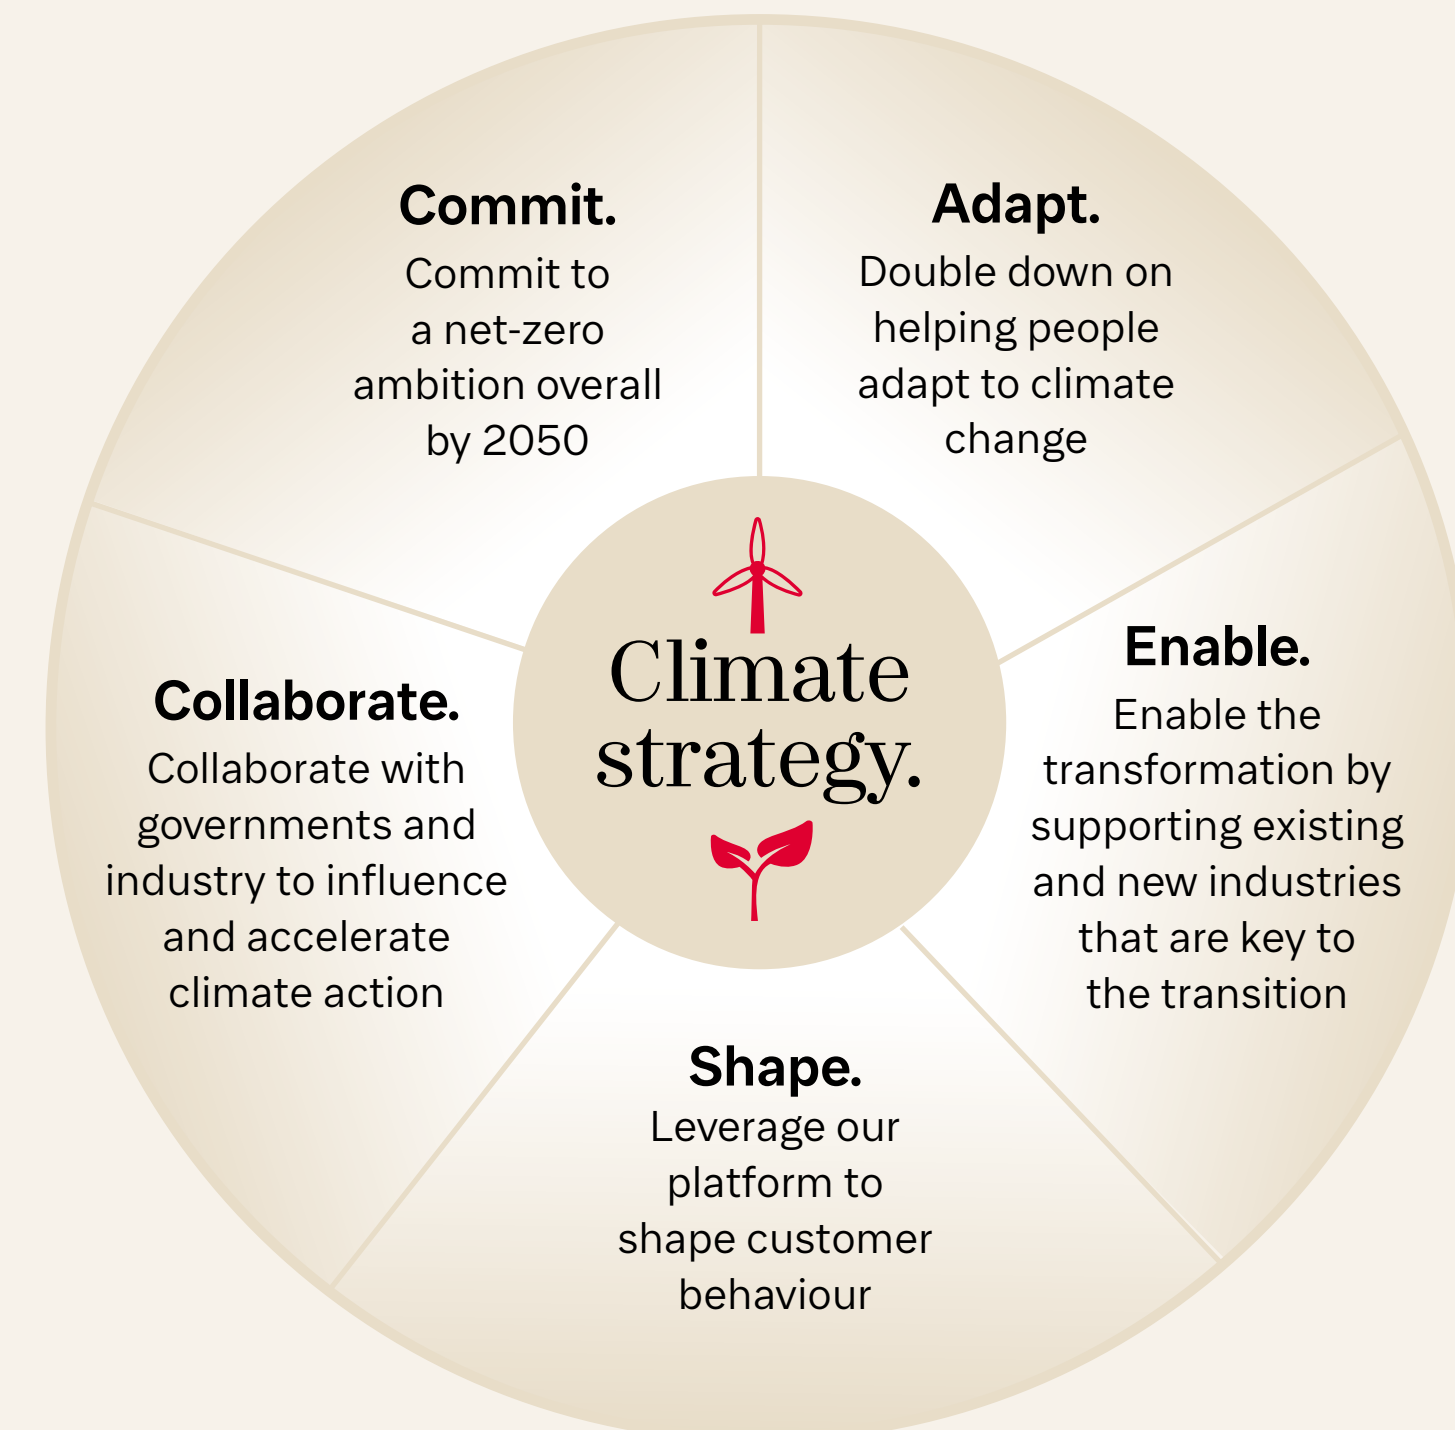 Commit.
Commit to
a net-zero
ambition overall
by 2050
Adapt.
Double down on
helping people
adapt to climate
change
Climate
strategy.
Enable.
Enable the
transformation by
supporting existing
and new industries
that are key to
the transition
Collaborate.
Collaborate with
governments and
industry to influence
and accelerate
climate action
Shape.
Leverage our
platform to
shape customer
behaviour